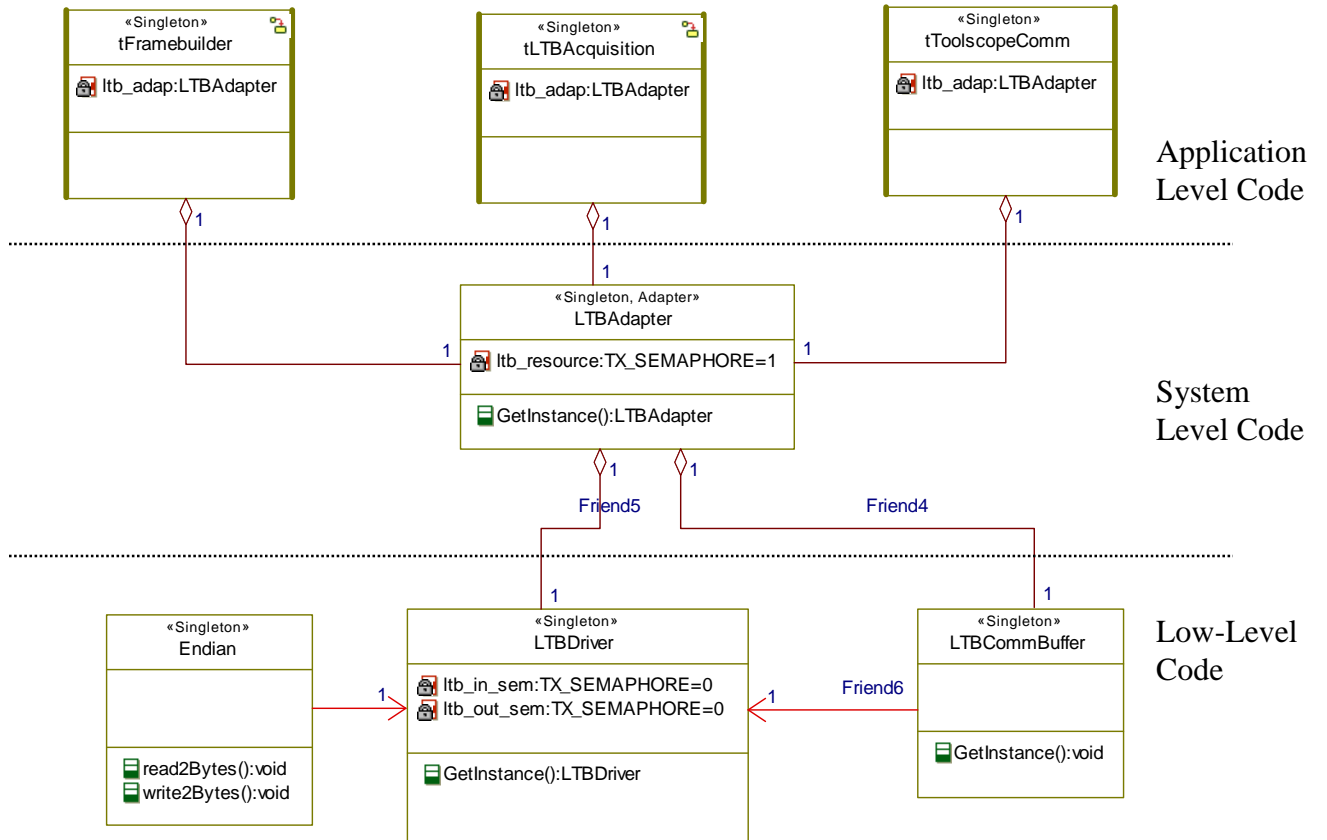 «Singleton»
tFramebuilder
ltb_adap:LTBAdapter
«Singleton»
tLTBAcquisition
ltb_adap:LTBAdapter
«Singleton»
tToolscopeComm
ltb_adap:LTBAdapter
Application
Level Code
1
1
1
1
«Singleton, Adapter»
LTBAdapter
ltb_resource:TX_SEMAPHORE=1
GetInstance():LTBAdapter
1
1
System
Level Code
1
1
Friend5
Friend4
1
1
«Singleton»
Endian
read2Bytes():void
write2Bytes():void
1
«Singleton»
LTBDriver
ltb_in_sem:TX_SEMAPHORE=0
ltb_out_sem:TX_SEMAPHORE=0
GetInstance():LTBDriver
1
Friend6
«Singleton»
LTBCommBuffer
GetInstance():void
Low-Level
Code